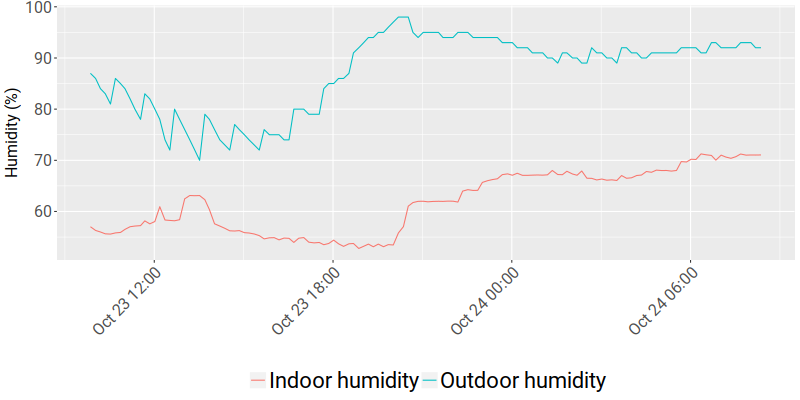 100
90
80
70
60
Humidity (%)
Oct 23 12:00
Oct 23 18:00
Oct 24 00:00
Oct 24 06:00
Indoor humidity Outdoor humidity